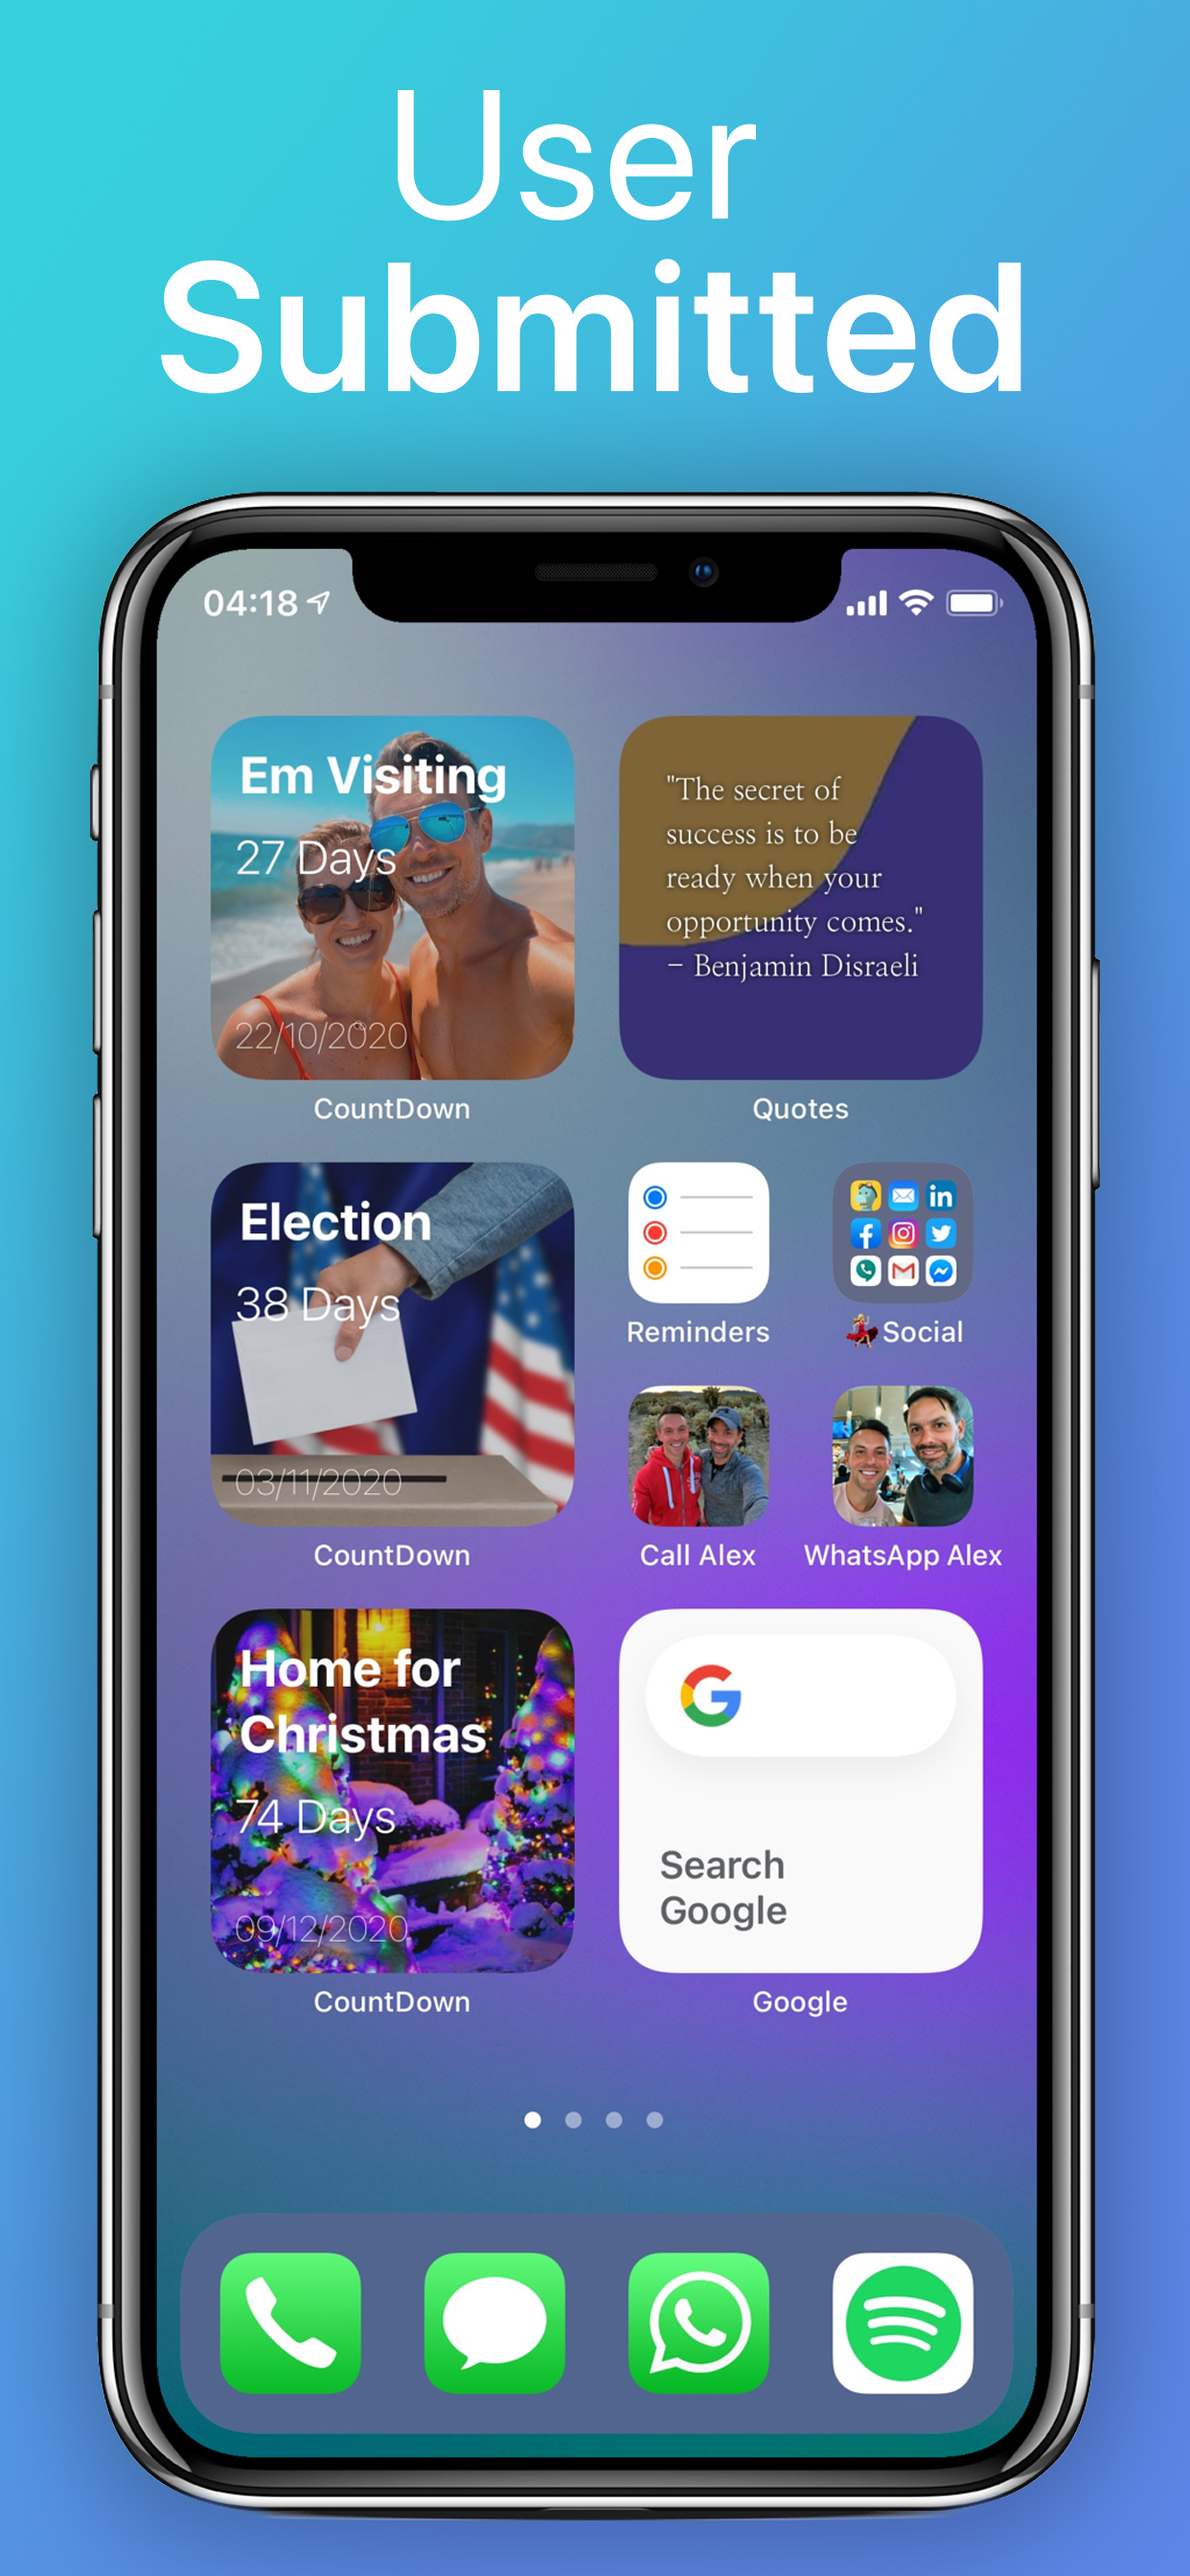 User
Submitted
04:18
Em Visiting
27 Days
22/10/2020
CountDown
"The secret of
success is to be
ready when your
opportunity comes."
– Benjamin Disraeli
Quotes
Election
38 Days
03/11/2020
CountDown
Reminders
in
💃Social
Call Alex
WhatsApp Alex
Home for
Christmas
74 Days
09/12/2020
CountDown
G
Search
Google
Google